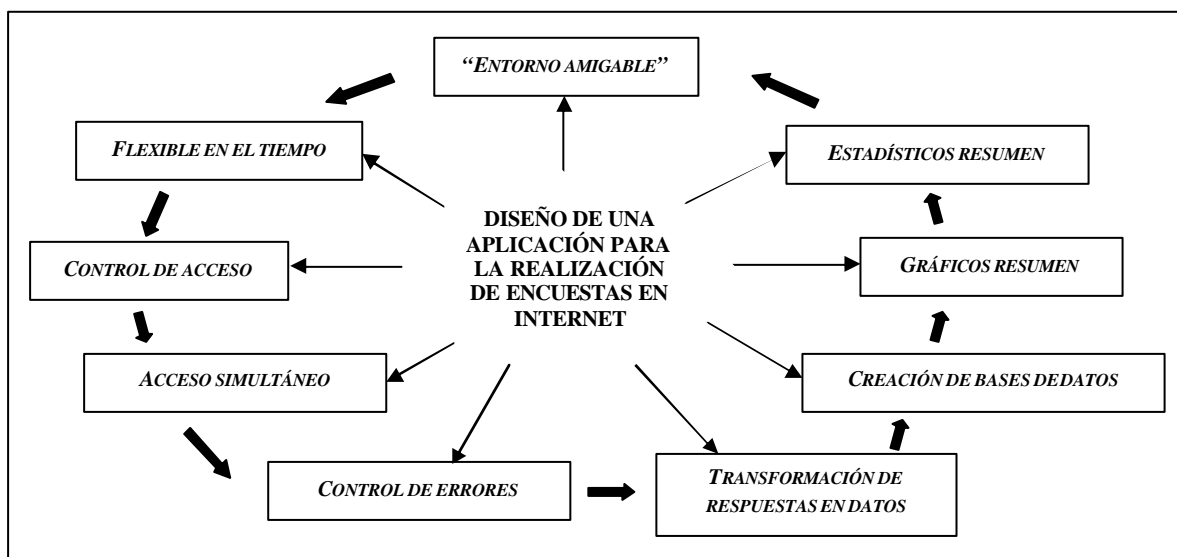 “ENTORNO AMIGABLE”
FLEXIBLE EN EL TIEMPO
ESTADÍSTICOS RESUMEN
DISEÑO DE UNA
APLICACIÓN PARA
LA REALIZACIÓN
DE ENCUESTAS EN
INTERNET
CONTROL DE ACCESO
GRÁFICOS RESUMEN
ACCESO SIMULTÁNEO
CREACIÓN DE BASES DE DATOS
CONTROL DE ERRORES
TRANSFORMACIÓN DE
RESPUESTAS EN DATOS